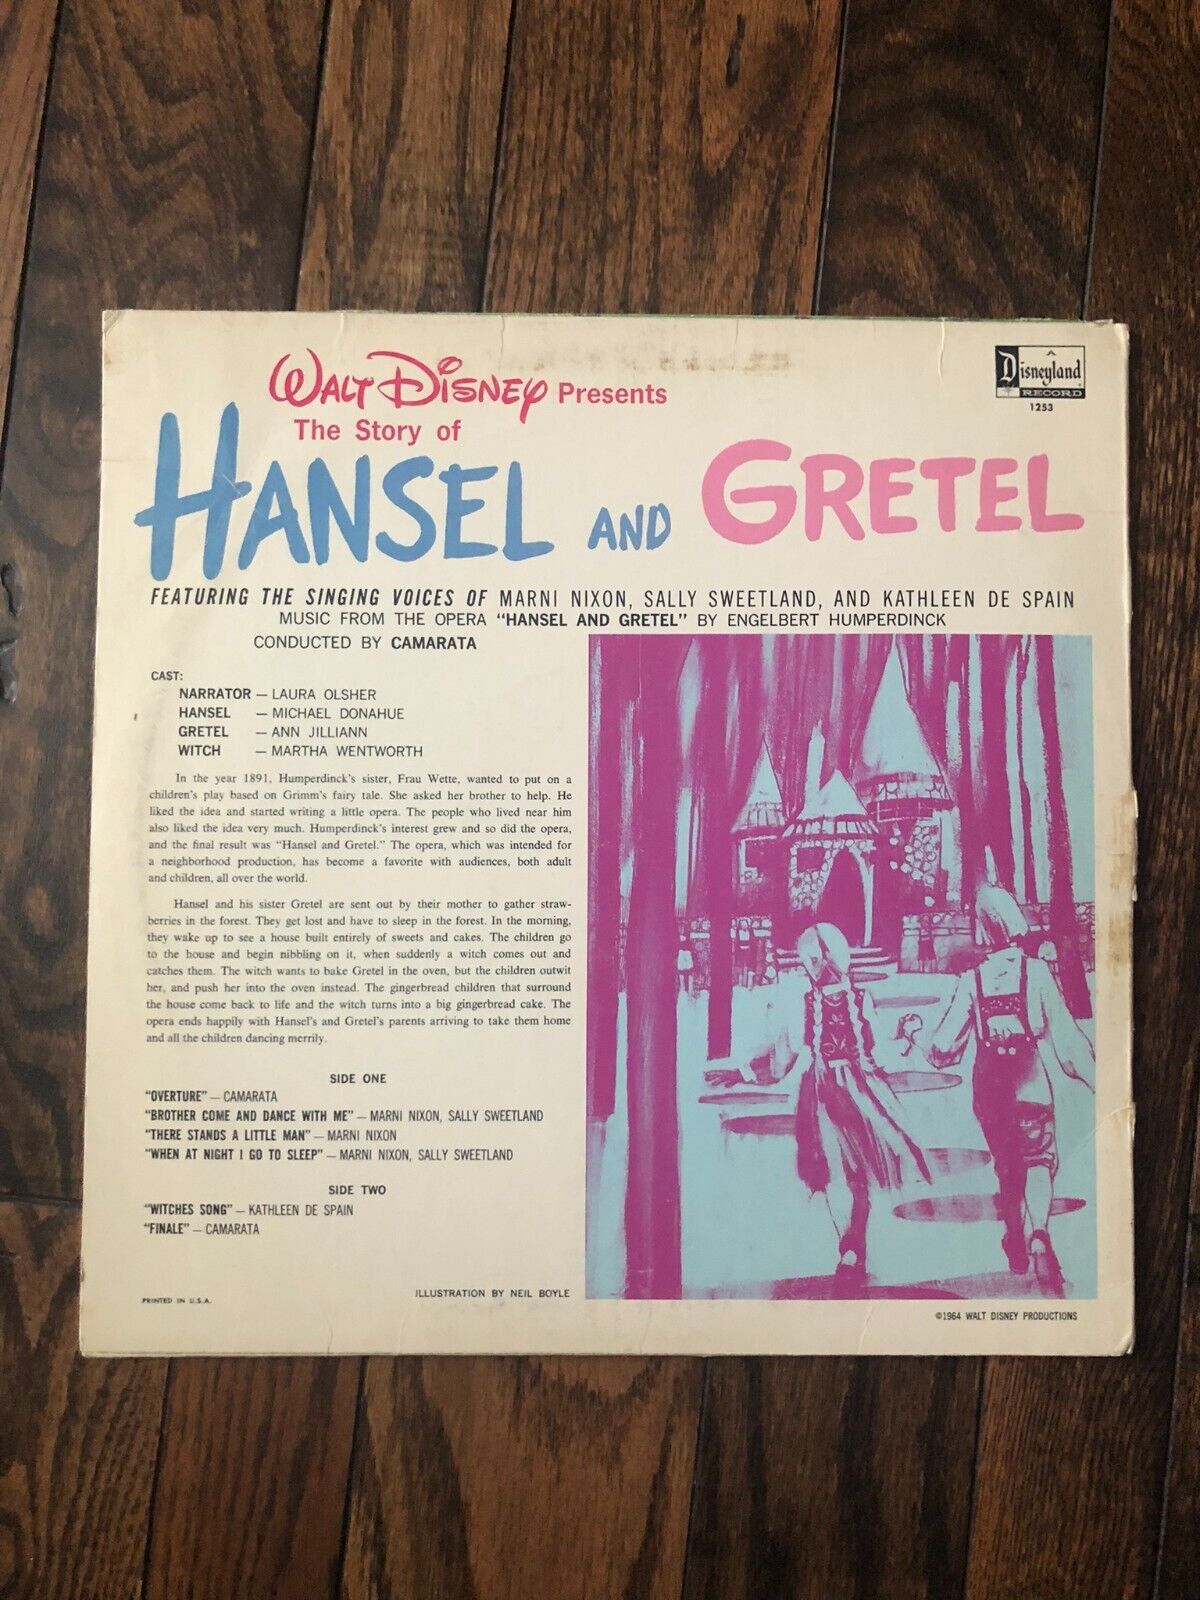 WALT DISNEY Presents
A
Disneyland
RECORD
1253
The Story of
HANSEL AND GRETEL
FEATURING THE SINGING VOICES OF MARNI NIXON, SALLY SWEETLAND, AND KATHLEEN DE SPAIN
MUSIC FROM THE OPERA "HANSEL AND GRETEL" BY ENGELBERT HUMPERDINCK
CONDUCTED BY CAMARATA
CAST:
NARRATOR — LAURA OLSHER
HANSEL — MICHAEL DONAHUE
GRETEL — ANN JILLIANN
WITCH — MARTHA WENTWORTH
In the year 1891, Humperdinck's sister, Frau Wette, wanted to put on a
children's play based on Grimm's fairy tale. She asked her brother to help. He
liked the idea and started writing a little opera. The people who lived near him
also liked the idea very much. Humperdinck's interest grew and so did the opera,
and the final result was "Hansel and Gretel." The opera, which was intended for
a neighborhood production, has become a favorite with audiences, both adult
and children, all over the world.
Hansel and his sister Gretel are sent out by their mother to gather straw-
berries in the forest. They get lost and have to sleep in the forest. In the morning,
they wake up to see a house built entirely of sweets and cakes. The children go
to the house and begin nibbling on it, when suddenly a witch comes out and
catches them. The witch wants to bake Gretel in the oven, but the children outwit
her, and push her into the oven instead. The gingerbread children that surround
the house come back to life and the witch turns into a big gingerbread cake. The
opera ends happily with Hansel's and Gretel's parents arriving to take them home
and all the children dancing merrily.
SIDE ONE
"OVERTURE" — CAMARATA
"BROTHER COME AND DANCE WITH ME" — MARNI NIXON, SALLY SWEETLAND
"THERE STANDS A LITTLE MAN" — MARNI NIXON
"WHEN AT NIGHT I GO TO SLEEP" — MARNI NIXON, SALLY SWEETLAND
SIDE TWO
"WITCHES SONG" — KATHLEEN DE SPAIN
"FINALE" — CAMARATA
ILLUSTRATION BY NEIL BOYLE
PRINTED IN U.S.A.
©1964 WALT DISNEY PRODUCTIONS